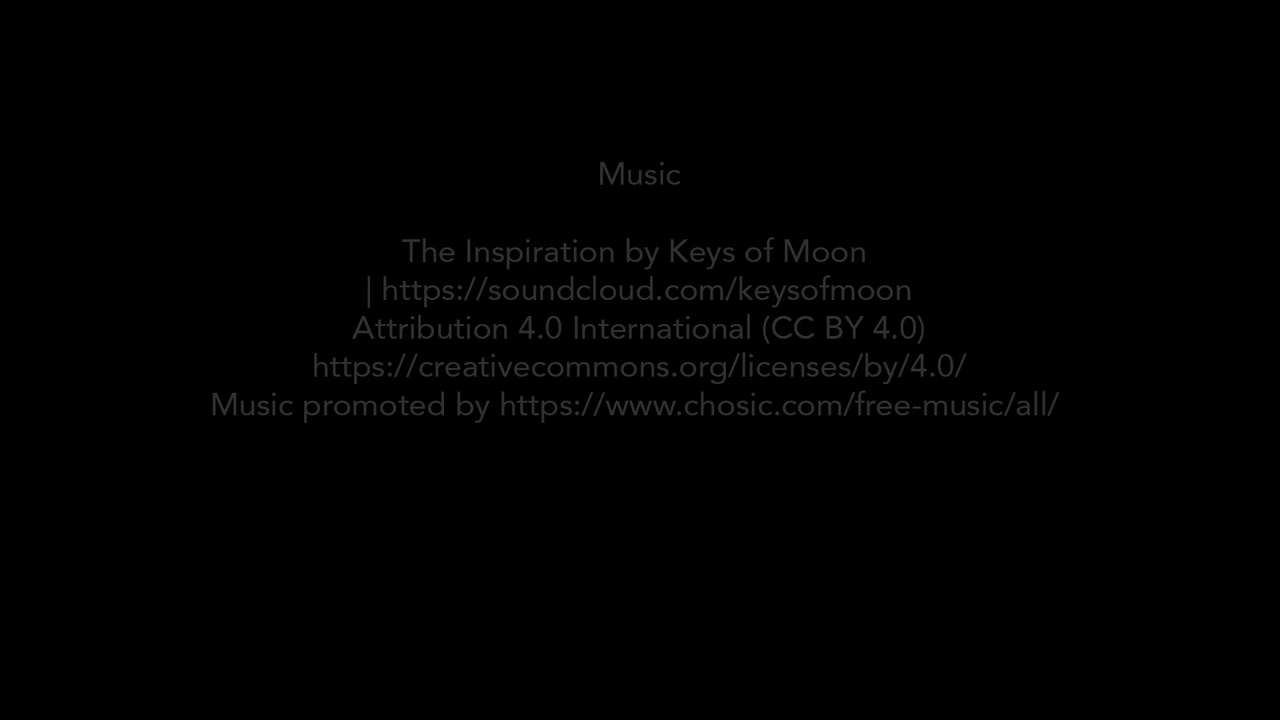 Music
The Inspiration by Keys of Moon
| https://soundcloud.com/keysofmoon
Attribution 4.0 International (CC BY 4.0)
https://creativecommons.org/licenses/by/4.0/
Music promoted by https://www.chosic.com/free-music/all/